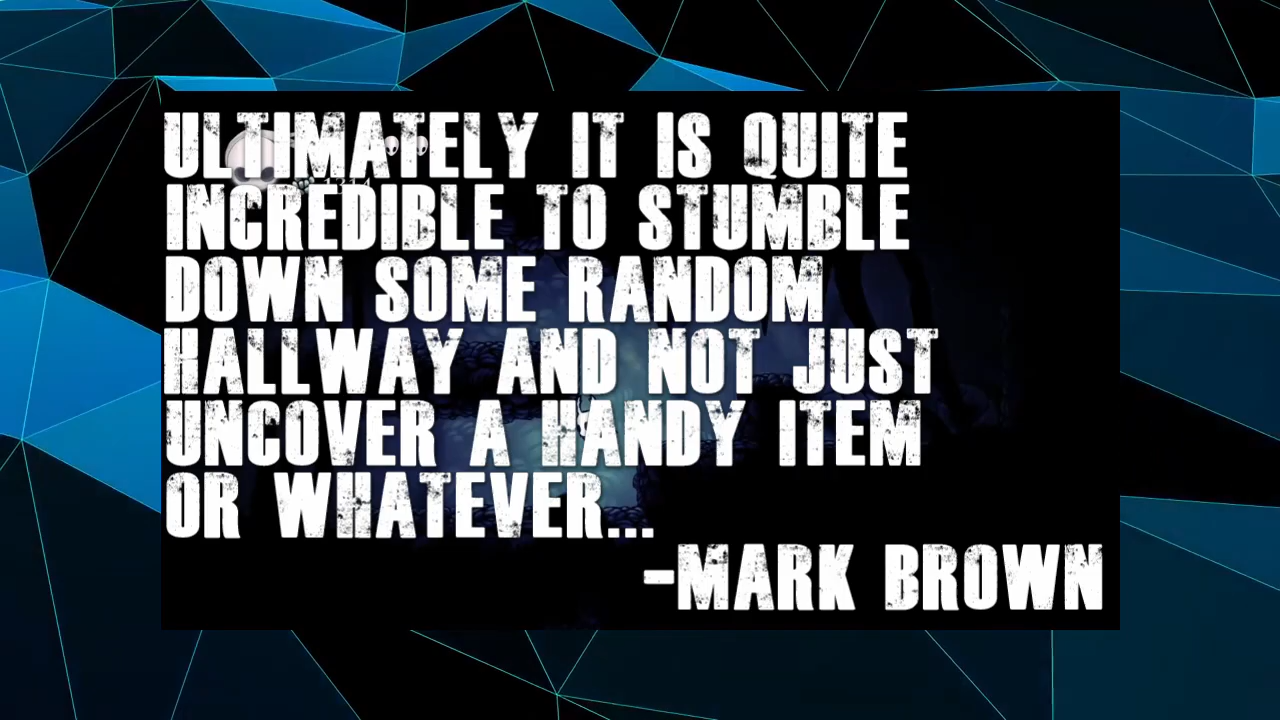 ULTIMATELY IT IS QUITE
INCREDIBLE TO STUMBLE
DOWN SOME RANDOM
HALLWAY AND NOT JUST
UNCOVER A HANDY ITEM
OR WHATEVER...
-MARK BROWN